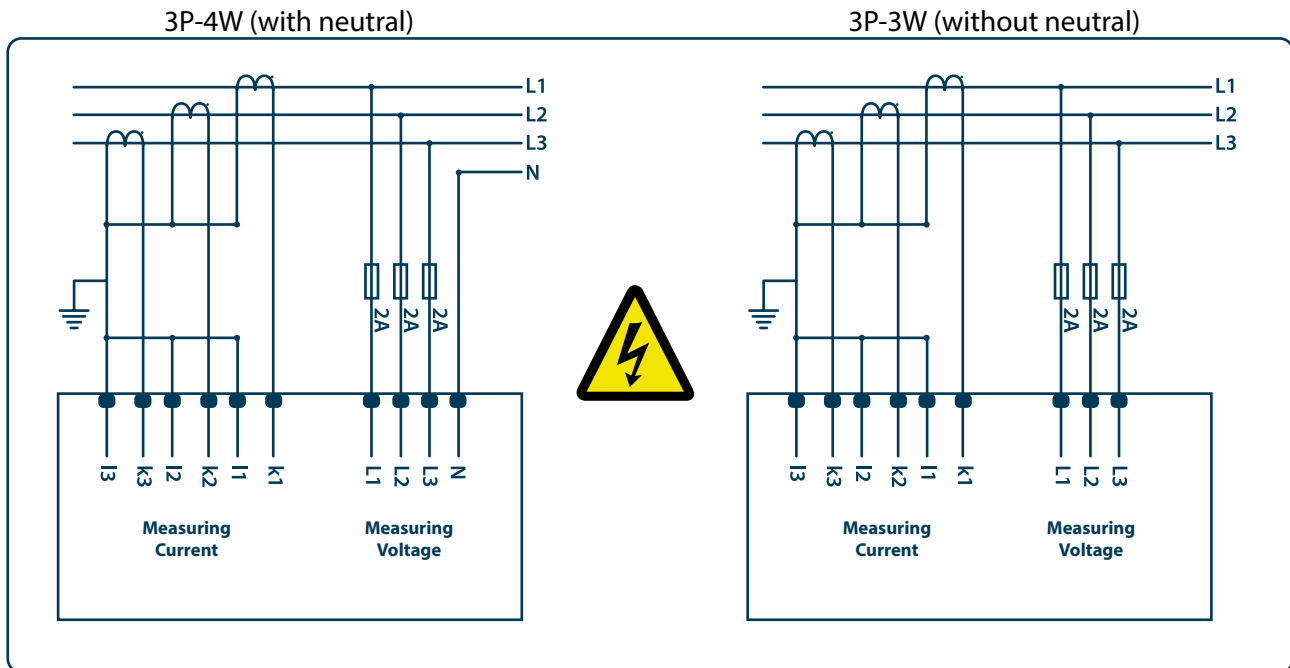 3P-4W (with neutral)
L1
L2
L3
N
2A
2A
2A
l3
k3
l2
k2
l1
k1
L1
L2
L3
N
Measuring
Current
Measuring
Voltage
3P-3W (without neutral)
L1
L2
L3
2A
2A
2A
l3
k3
l2
k2
l1
k1
L1
L2
L3
Measuring
Current
Measuring
Voltage